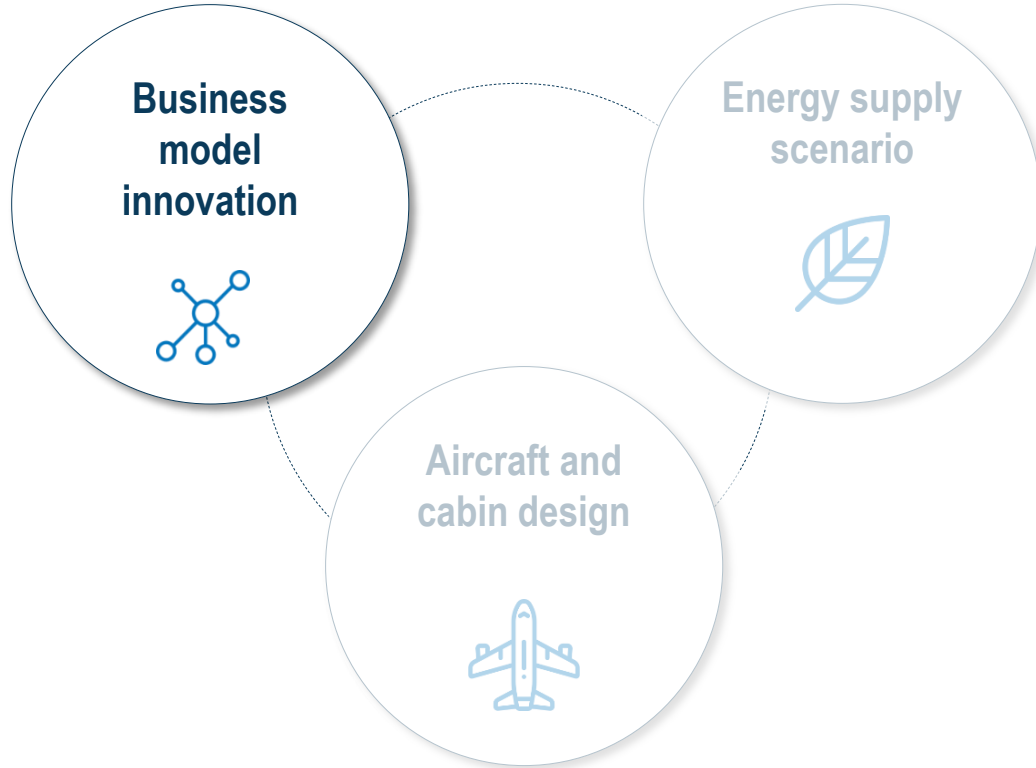 Business
model
innovation
Energy supply
scenario
Aircraft and
cabin design